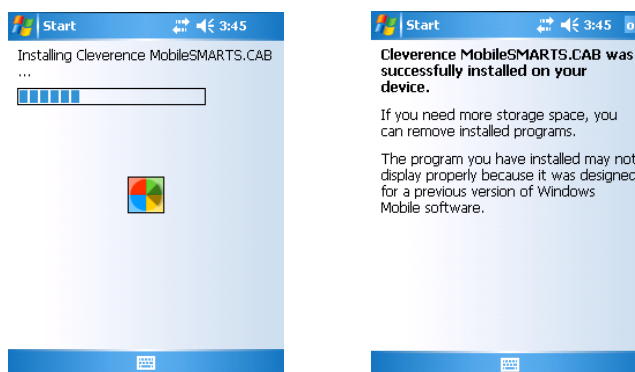 Start 3:45
Installing Cleverence MobileSMARTS.CAB
...
Start 3:45
Cleverence MobileSMARTS.CAB was
successfully installed on your
device.
If you need more storage space, you
can remove installed programs.
The program you have installed may not
display properly because it was designed
for a previous version of Windows
Mobile software.